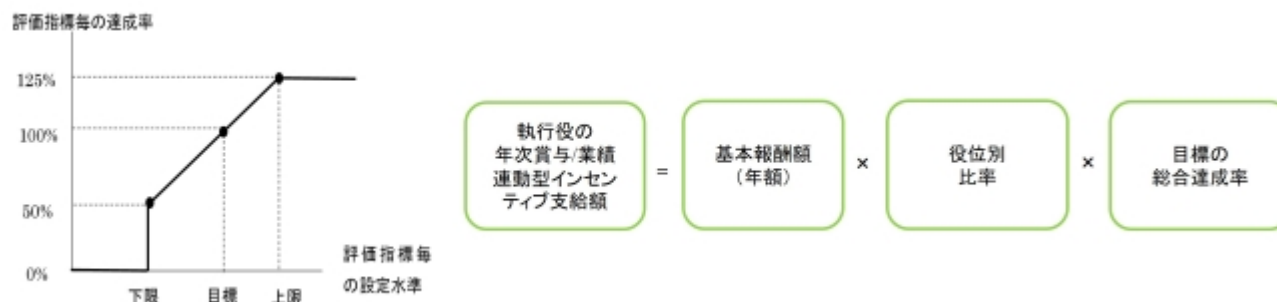 評価指標毎の達成率
125%
100%
50%
0%
下限
目標
上限
評価指標毎
の設定水準
執行役の
年次賞与/業績
連動型インセン
ティブ支給額
=
基本報酬額
（年額）
×
役位別
比率
×
目標の
総合達成率